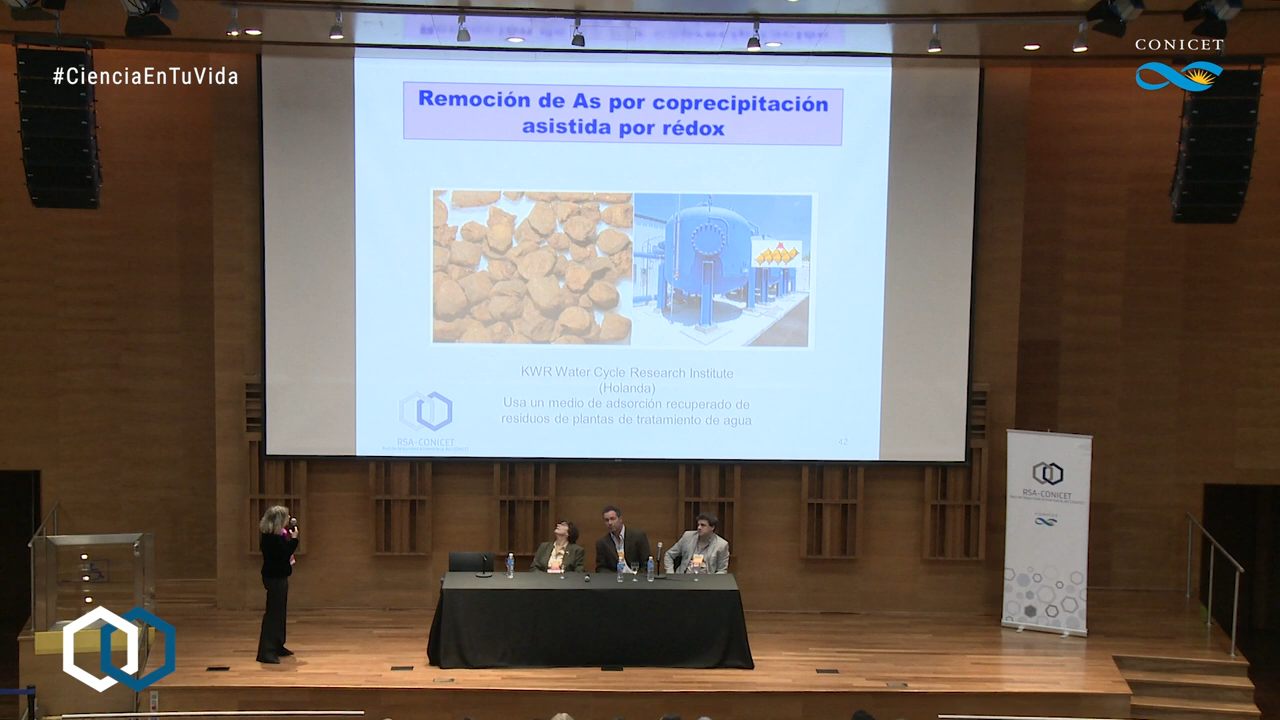 #CienciaEnTuVida
CONICET
Remoción de As por coprecipitación
asistida por rédox
KWR Water Cycle Research Institute
(Holanda)
Usa un medio de adsorción recuperado de
residuos de plantas de tratamiento de agua
RSA-CONICET
42
RSA-CONICET